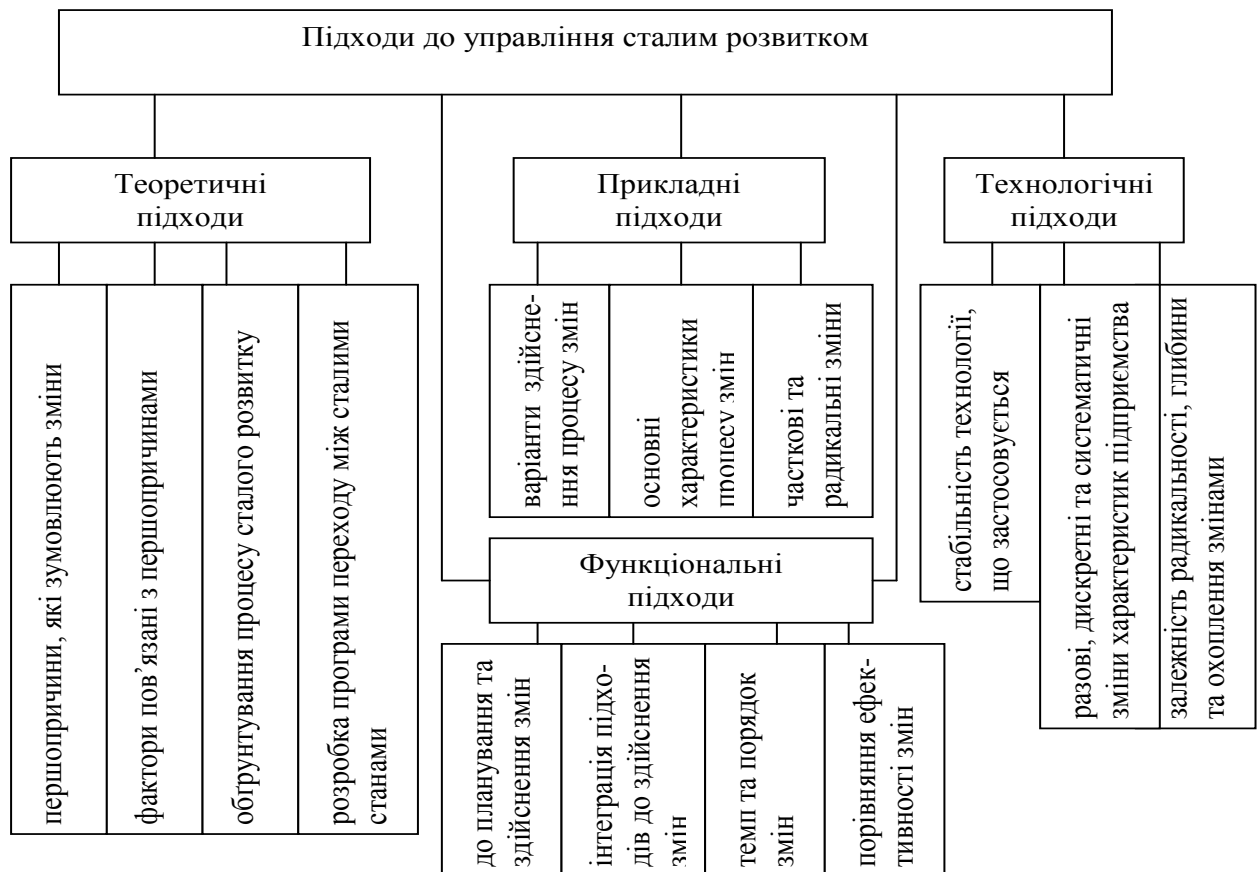 Підходи до управління сталим розвитком
Теоретичні
підходи
Прикладні
підходи
Технологічні
підходи
першопричини, які зумовлюють зміни
фактори пов’язані з першопричинами
обґрунтування процесу сталого розвитку
розробка програми переходу між сталими
станами
варіанти здійсне-
ння процесу змін
основні
характеристики
процесу змін
часткові та
радикальні зміни
стабільність технології,
що застосовується
разові, дискретні та систематичні
зміни характеристик підприємства
залежність радикальності, глибини
та охоплення змінами
Функціональні
підходи
до планування та
здійснення змін
інтеграція підхо-
дів до здійснення
змін
темп та порядок
змін
порівняння ефек-
тивності змін